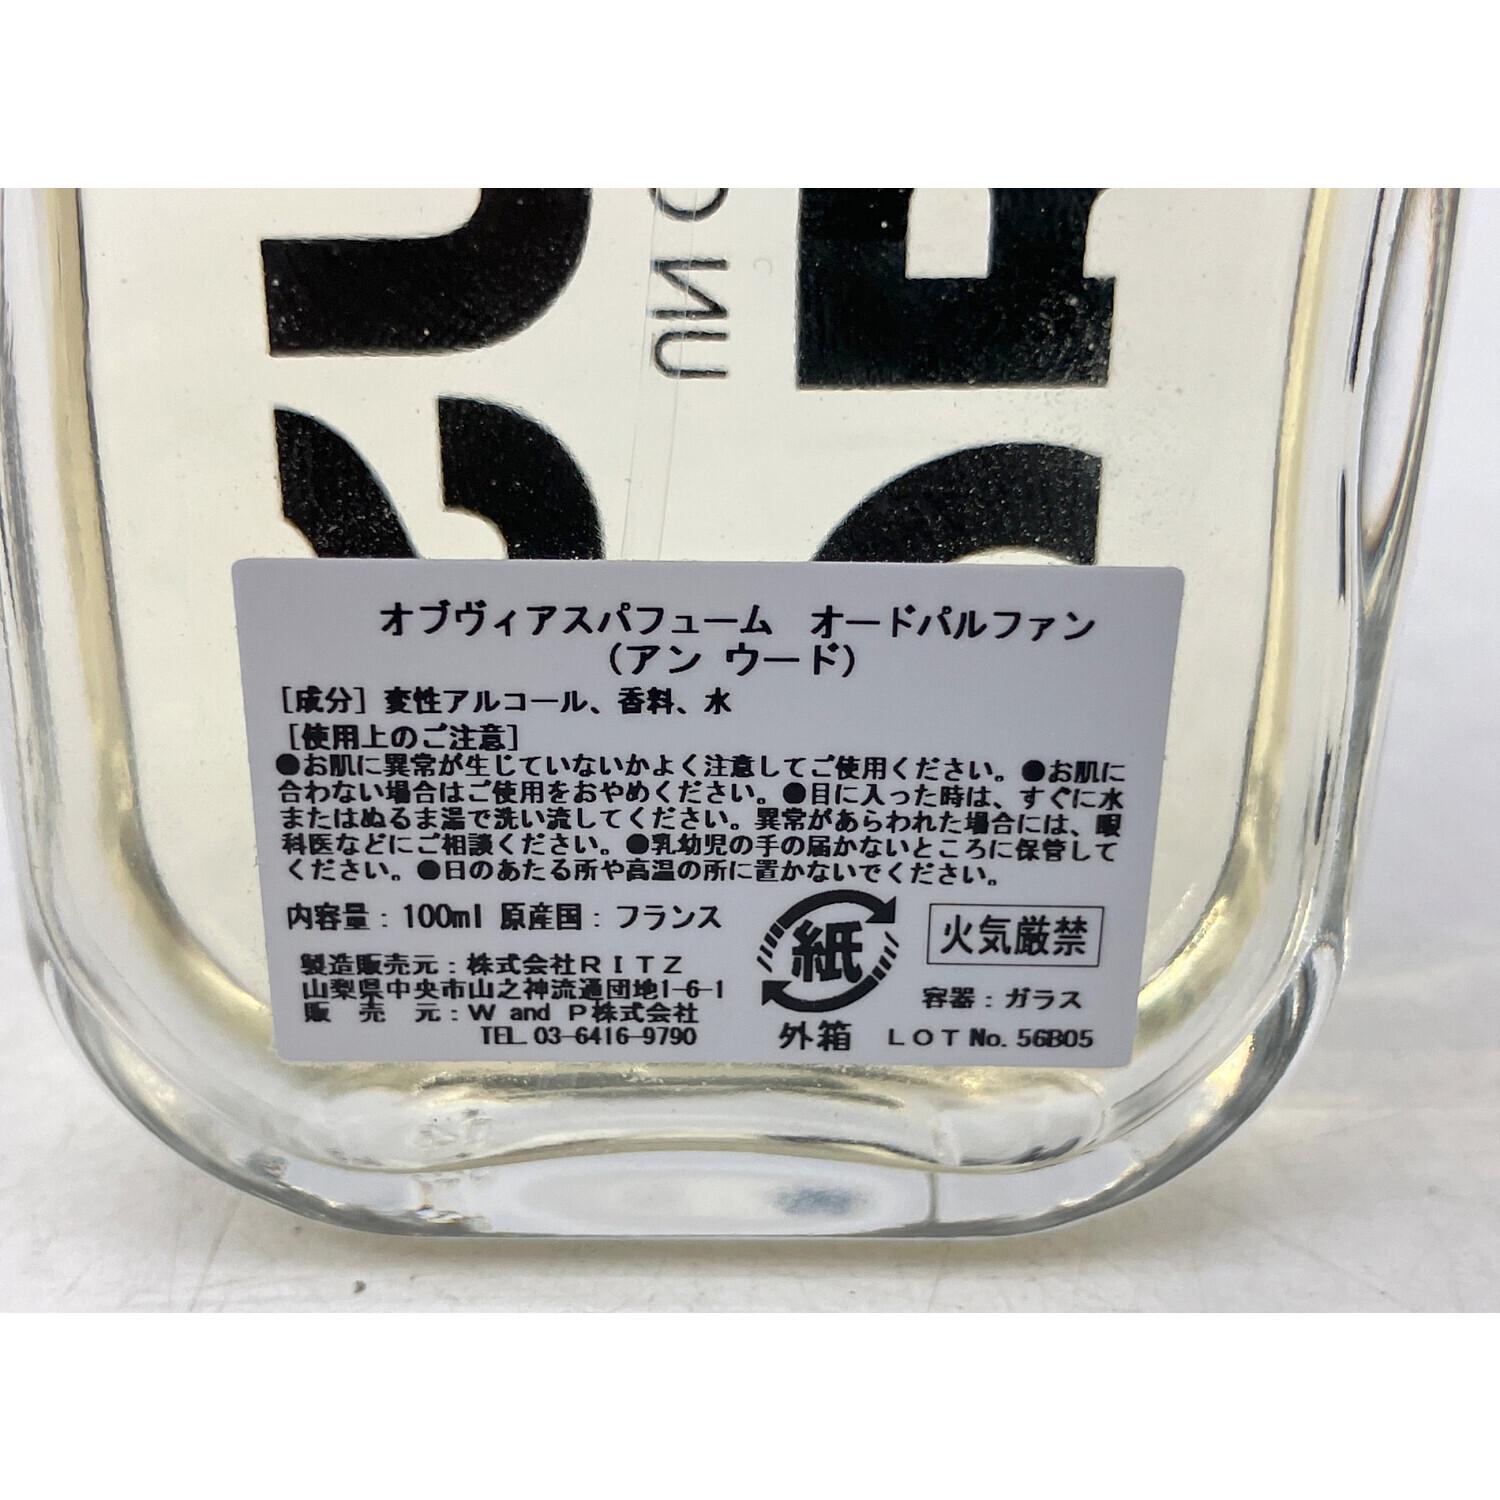 オブヴィアスパフューム オードパルファン
(アン ウード)
[成分] 変性アルコール、香料、水
[使用上のご注意]
●お肌に異常が生じていないかよく注意してご使用ください。●お肌に
合わない場合はご使用をおやめください。●目に入った時は、すぐに水
またはぬるま湯で洗い流してください。異常があらわれた場合には、眼
科医などにご相談ください。●乳幼児の手の届かないところに保管して
ください。●日のあたる所や高温の所に置かないでください。
内容量:100ml 原産国:フランス
製造販売元:株式会社RITZ
山梨県中央市山之神流通団地1-6-1
販 売 元:W and P株式会社
TEL. 03-6416-9790
紙
外箱
火気厳禁
容器:ガラス
LOT No. 56B05
UN